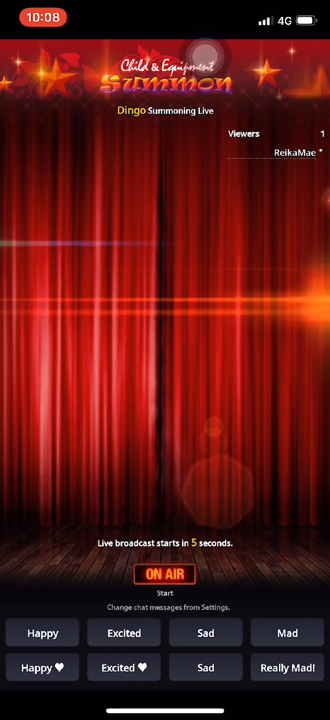 10:08
4G
Child & Equipment
Summon
Dingo Summoning Live
Viewers 1
ReikaMae
Live broadcast starts in 5 seconds.
ON AIR
Start
Change chat messages from Settings.
Happy Excited Sad Mad
Happy ♥ Excited ♥ Sad Really Mad!